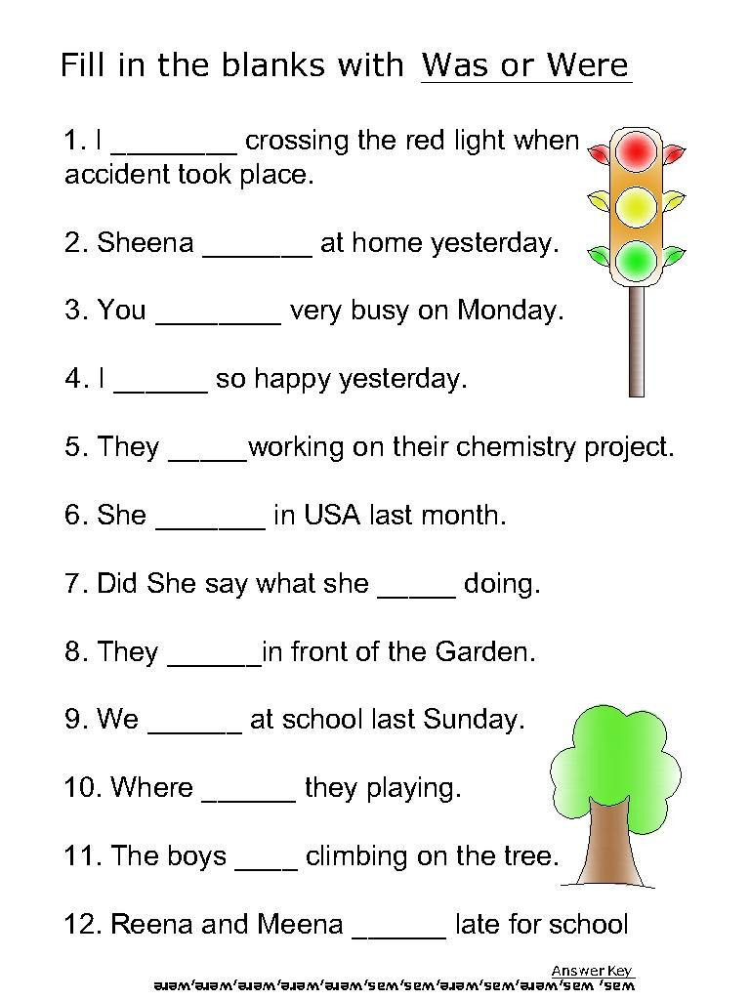 Fill in the blanks with Was or Were
1. I ________ crossing the red light when
accident took place.
2. Sheena _______ at home yesterday.
3. You ________ very busy on Monday.
4. I ______ so happy yesterday.
5. They _____working on their chemistry project.
6. She _______ in USA last month.
7. Did She say what she _____ doing.
8. They ______in front of the Garden.
9. We ______ at school last Sunday.
10. Where ______ they playing.
11. The boys ____ climbing on the tree.
12. Reena and Meena ______ late for school
Answer Key
was, was,were,was,were,was,was,were,were,were,were,were